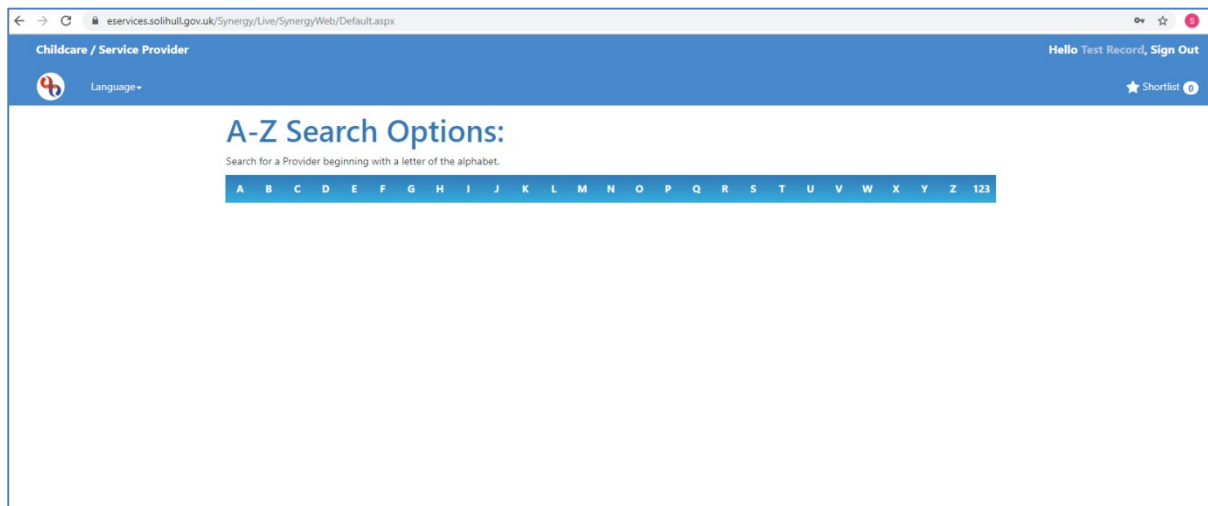 eservices.solihull.gov.uk/Synergy/Live/SynergyWeb/Default.aspx
S
Childcare / Service Provider
Hello Test Record, Sign Out
Language
Shortlist 0
A-Z Search Options:
Search for a Provider beginning with a letter of the alphabet.
A B C D E F G H I J K L M N O P Q R S T U V W X Y Z 123